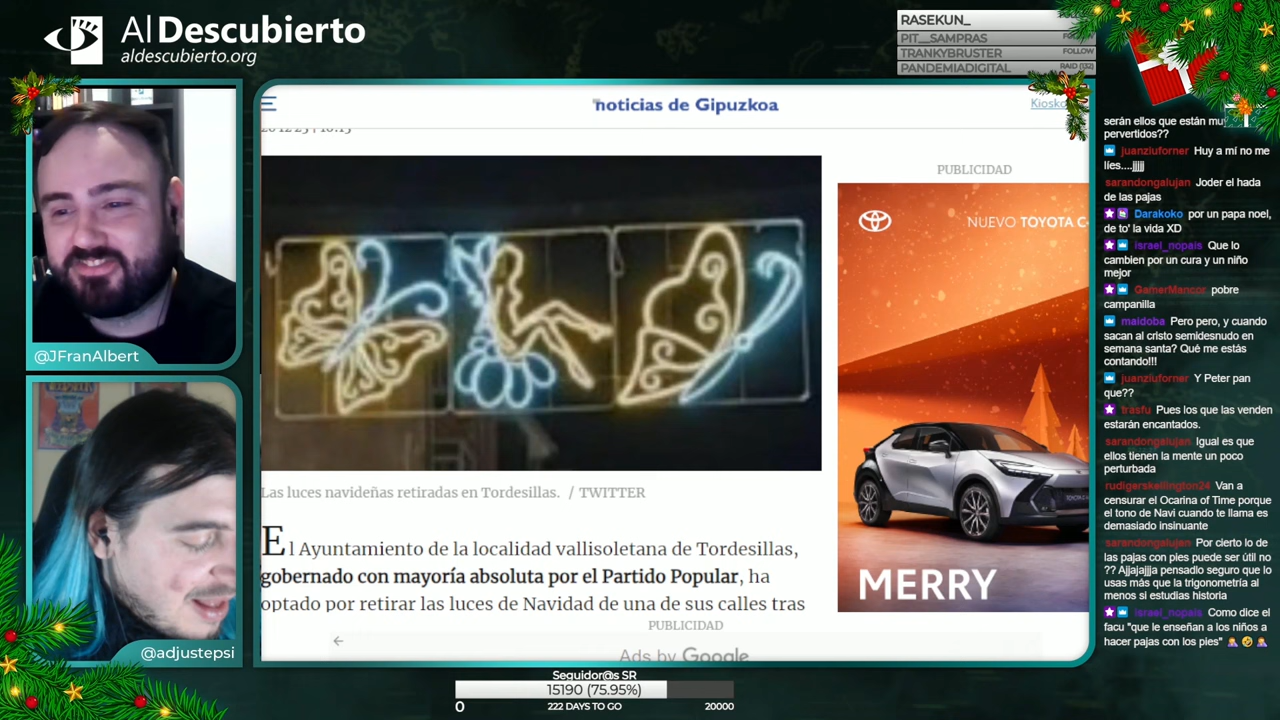 Al Descubierto
aldescubierto.org
RASEKUN_
PIT__SAMPRAS
TRANKYBRUSTER FOLLOW
PANDEMIADIGITAL RAID (132)
noticias de Gipuzkoa
Kiosko
PUBLICIDAD
NUEVO TOYOTA C-
MERRY
@JFranAlbert
@adjustepsi
Las luces navideñas retiradas en Tordesillas. / TWITTER
El Ayuntamiento de la localidad vallisoletana de Tordesillas,
gobernado con mayoría absoluta por el Partido Popular, ha
optado por retirar las luces de Navidad de una de sus calles tras
PUBLICIDAD
Ads by Google
Seguidor@s SR
15190 (75.95%)
0 222 DAYS TO GO 20000
serán ellos que están muy
pervertidos??
juanziuforner Huy a mí no me
líes....jjjjj
sarandongalujan Joder el hada
de las pajas
Darakoko por un papa noel,
de to' la vida XD
israel_nopais Que lo
cambien por un cura y un niño
mejor
GamerMancor pobre
campanilla
maldoba Pero pero, y cuando
sacan al cristo semidesnudo en
semana santa? Qué me estás
contando!!!
juanziuforner Y Peter pan
que??
trasfu Pues los que las venden
estarán encantados.
sarandongalujan Igual es que
ellos tienen la mente un poco
perturbada
rudigerskellington24 Van a
censurar el Ocarina of Time porque
el tono de Navi cuando te llama es
demasiado insinuante
sarandongalujan Por cierto lo de
las pajas con pies puede ser útil no
?? Ajjajajjja pensadlo seguro que lo
usas más que la trigonometría al
menos si estudias historia
israel_nopais Como dice el
facu "que le enseñan a los niños a
hacer pajas con los pies"